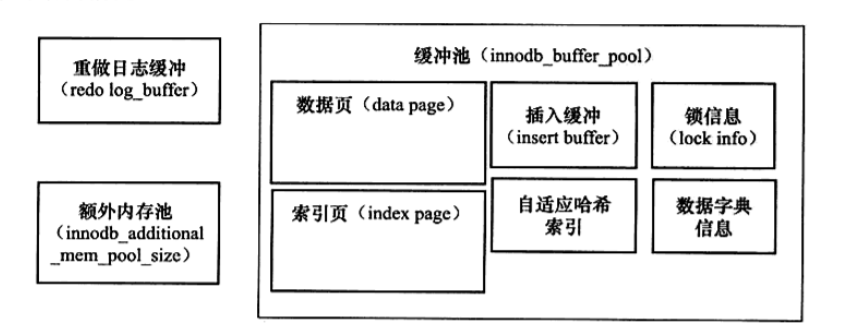 重做日志缓冲
(redo log_buffer)
额外内存池
(innodb_additional
_mem_pool_size)
缓冲池(innodb_buffer_pool)
数据页(data page)
插入缓冲
(insert buffer)
锁信息
(lock info)
索引页(index page)
自适应哈希
索引
数据字典
信息